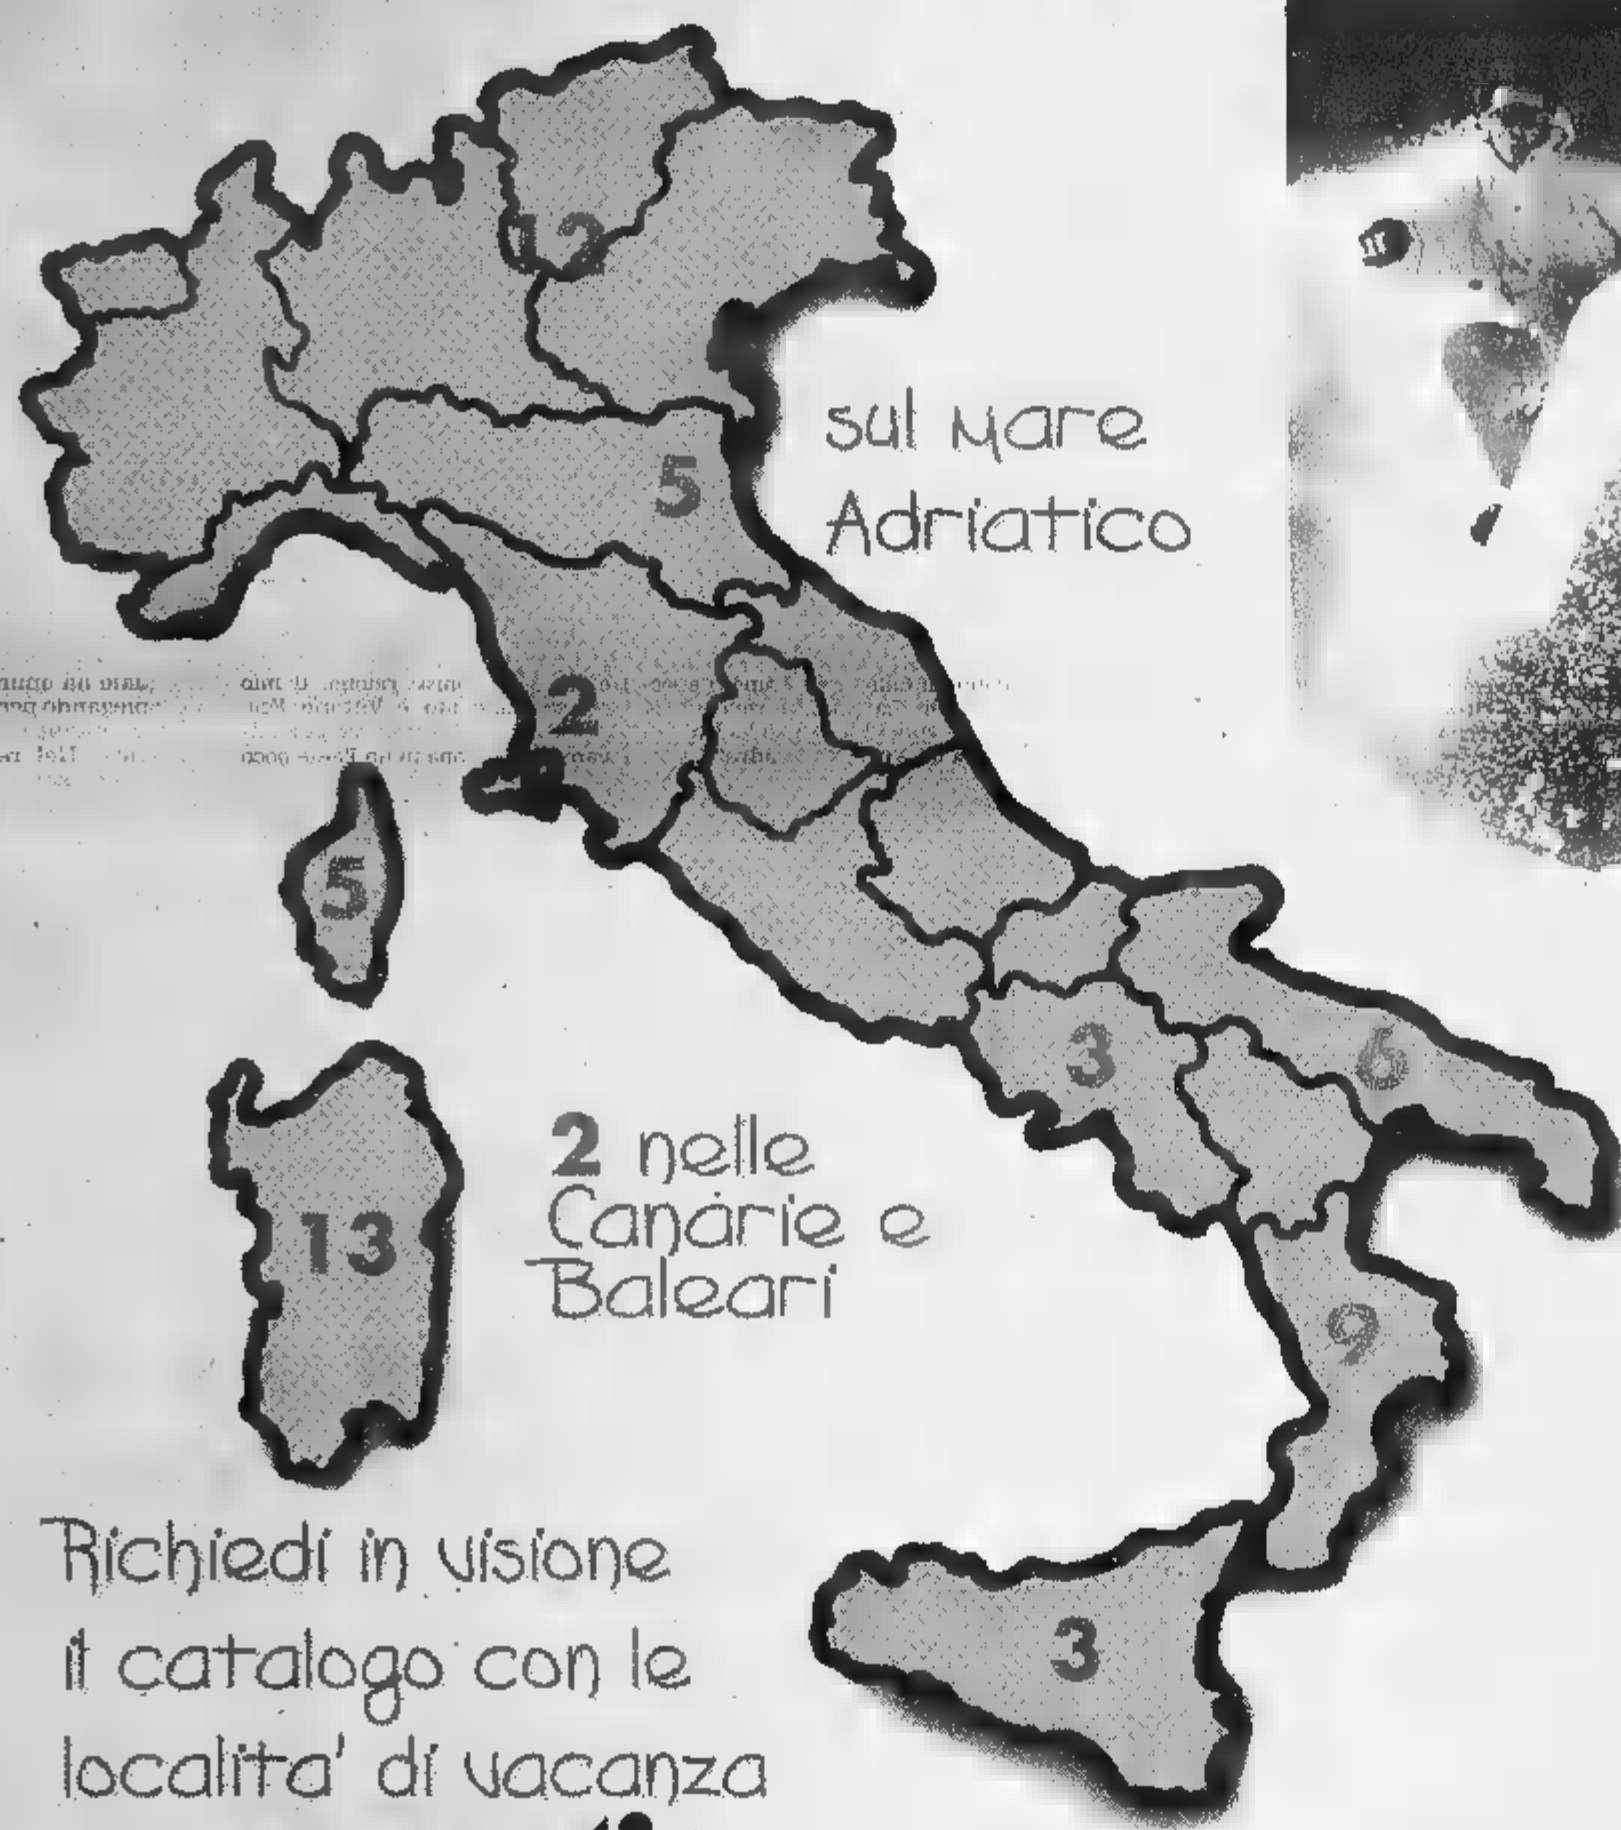 12
sul Mare
5
Adriatico
2
5
3
6
2 nelle
Canarie e
Baleari
13
9
Richiedi in visione
il catalogo con le
3
localita' di vacanza